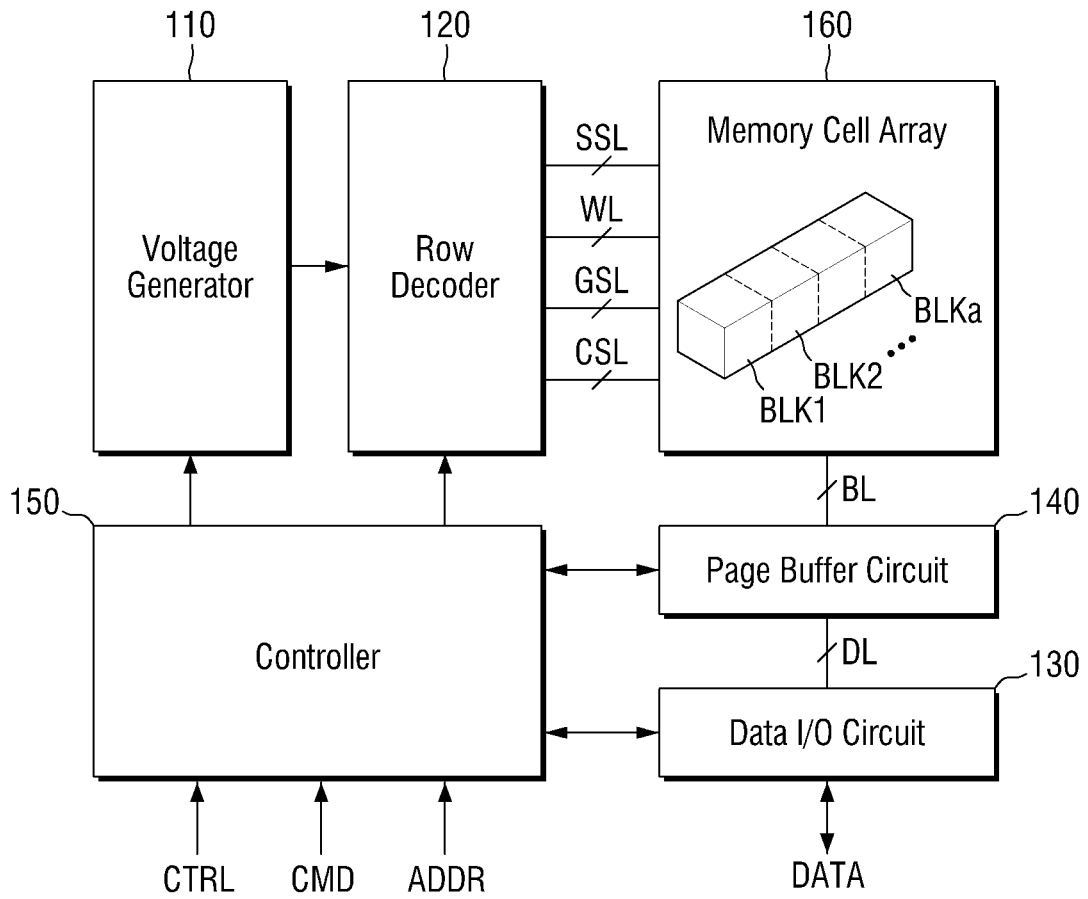 110
120
160
Voltage
Generator
Row
Decoder
SSL
WL
GSL
CSL
Memory Cell Array
BLKa
BLK2
BLK1
150
BL
140
Controller
Page Buffer Circuit
DL
130
Data I/O Circuit
CTRL
CMD
ADDR
DATA